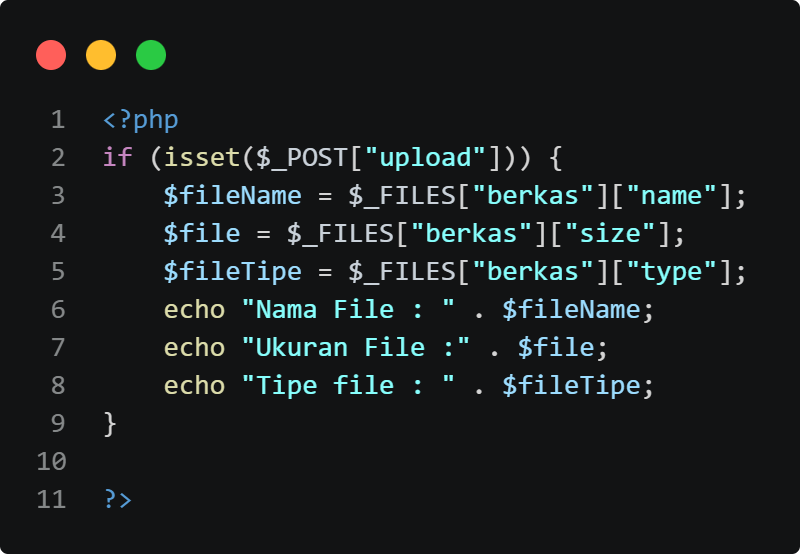 1 <?php
2 if (isset($_POST["upload"])) {
3     $fileName = $_FILES["berkas"]["name"];
4     $file = $_FILES["berkas"]["size"];
5     $fileTipe = $_FILES["berkas"]["type"];
6     echo "Nama File : " . $fileName;
7     echo "Ukuran File :" . $file;
8     echo "Tipe file : " . $fileTipe;
9 }
10
11 ?>